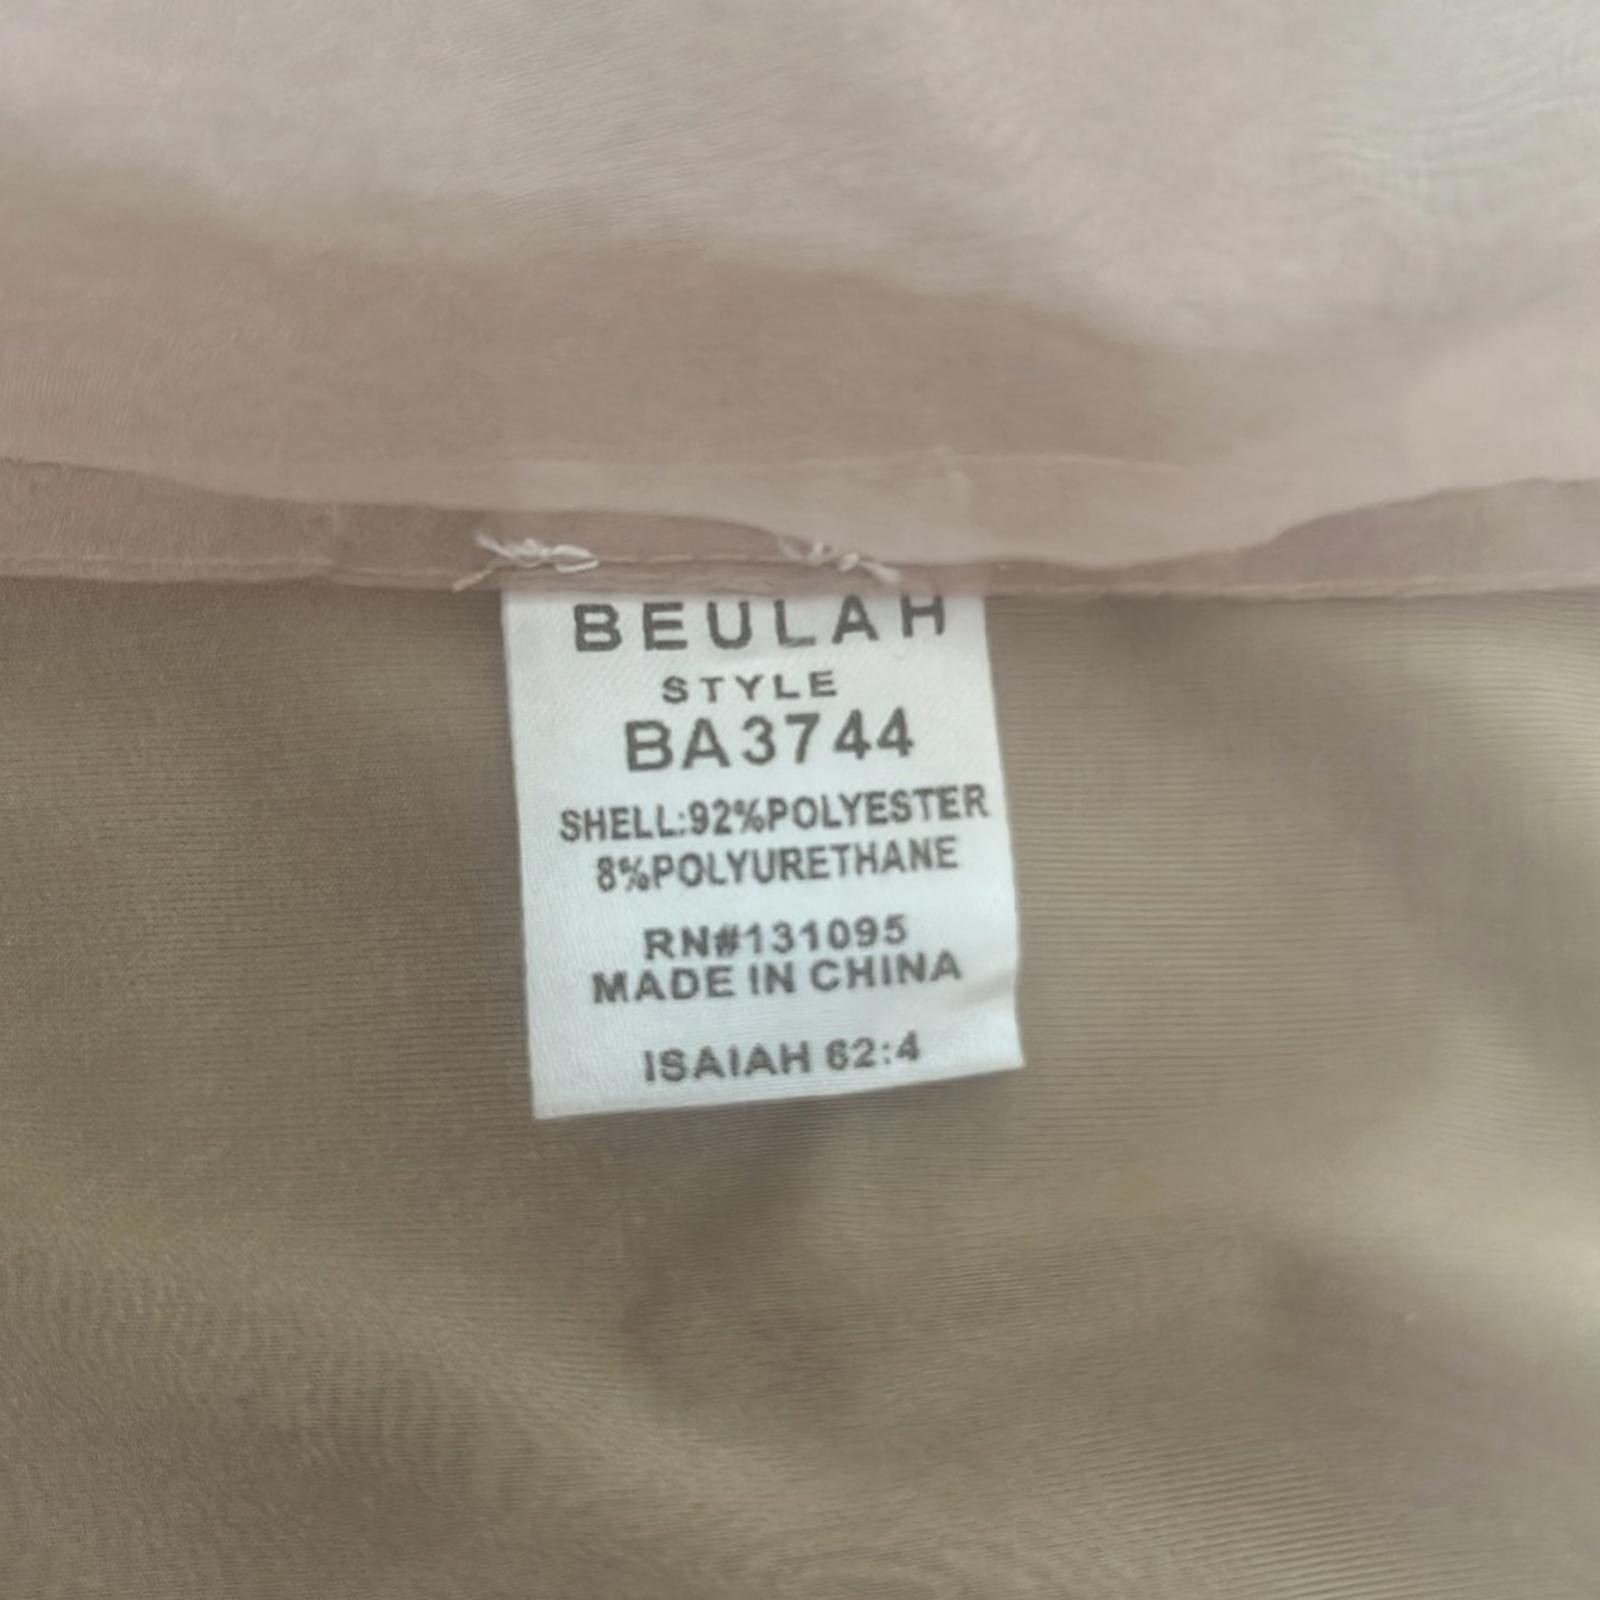 BEULAH
STYLE
BA3744
SHELL:92%POLYESTER
8%POLYURETHANE
RN#131095
MADE IN CHINA
ISAIAH 62:4